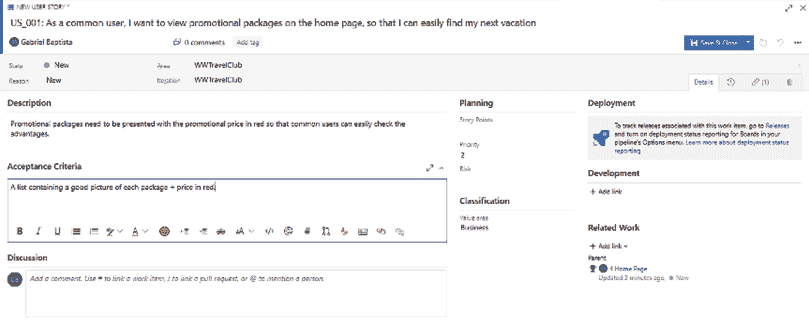 NEW USER STORY *
US_001: As a common user, I want to view promotional packages on the home page, so that I can easily find my next vacation
Gabriel Baptista
0 comments
Add tag
Save & Close
State
New
Area
WWTravelClub
Reason
New
Iteration
WWTravelClub
Details
(1)
Description
Promotional packages need to be presented with the promotional price in red so that common users can easily check the
advantages.
Acceptance Criteria
A list containing a good picture of each package + price in red.
Discussion
Add a comment. Use # to link a work item, ! to link a pull request, or @ to mention a person.
Planning
Story Points
Priority
2
Risk
Classification
Value area
Business
Deployment
To track releases associated with this work item, go to Releases
and turn on deployment status reporting for Boards in your
pipeline's Options menu. Learn more about deployment status
reporting
Development
+ Add link
Related Work
+ Add link
Parent
4 Home Page
Updated 2 minutes ago, New